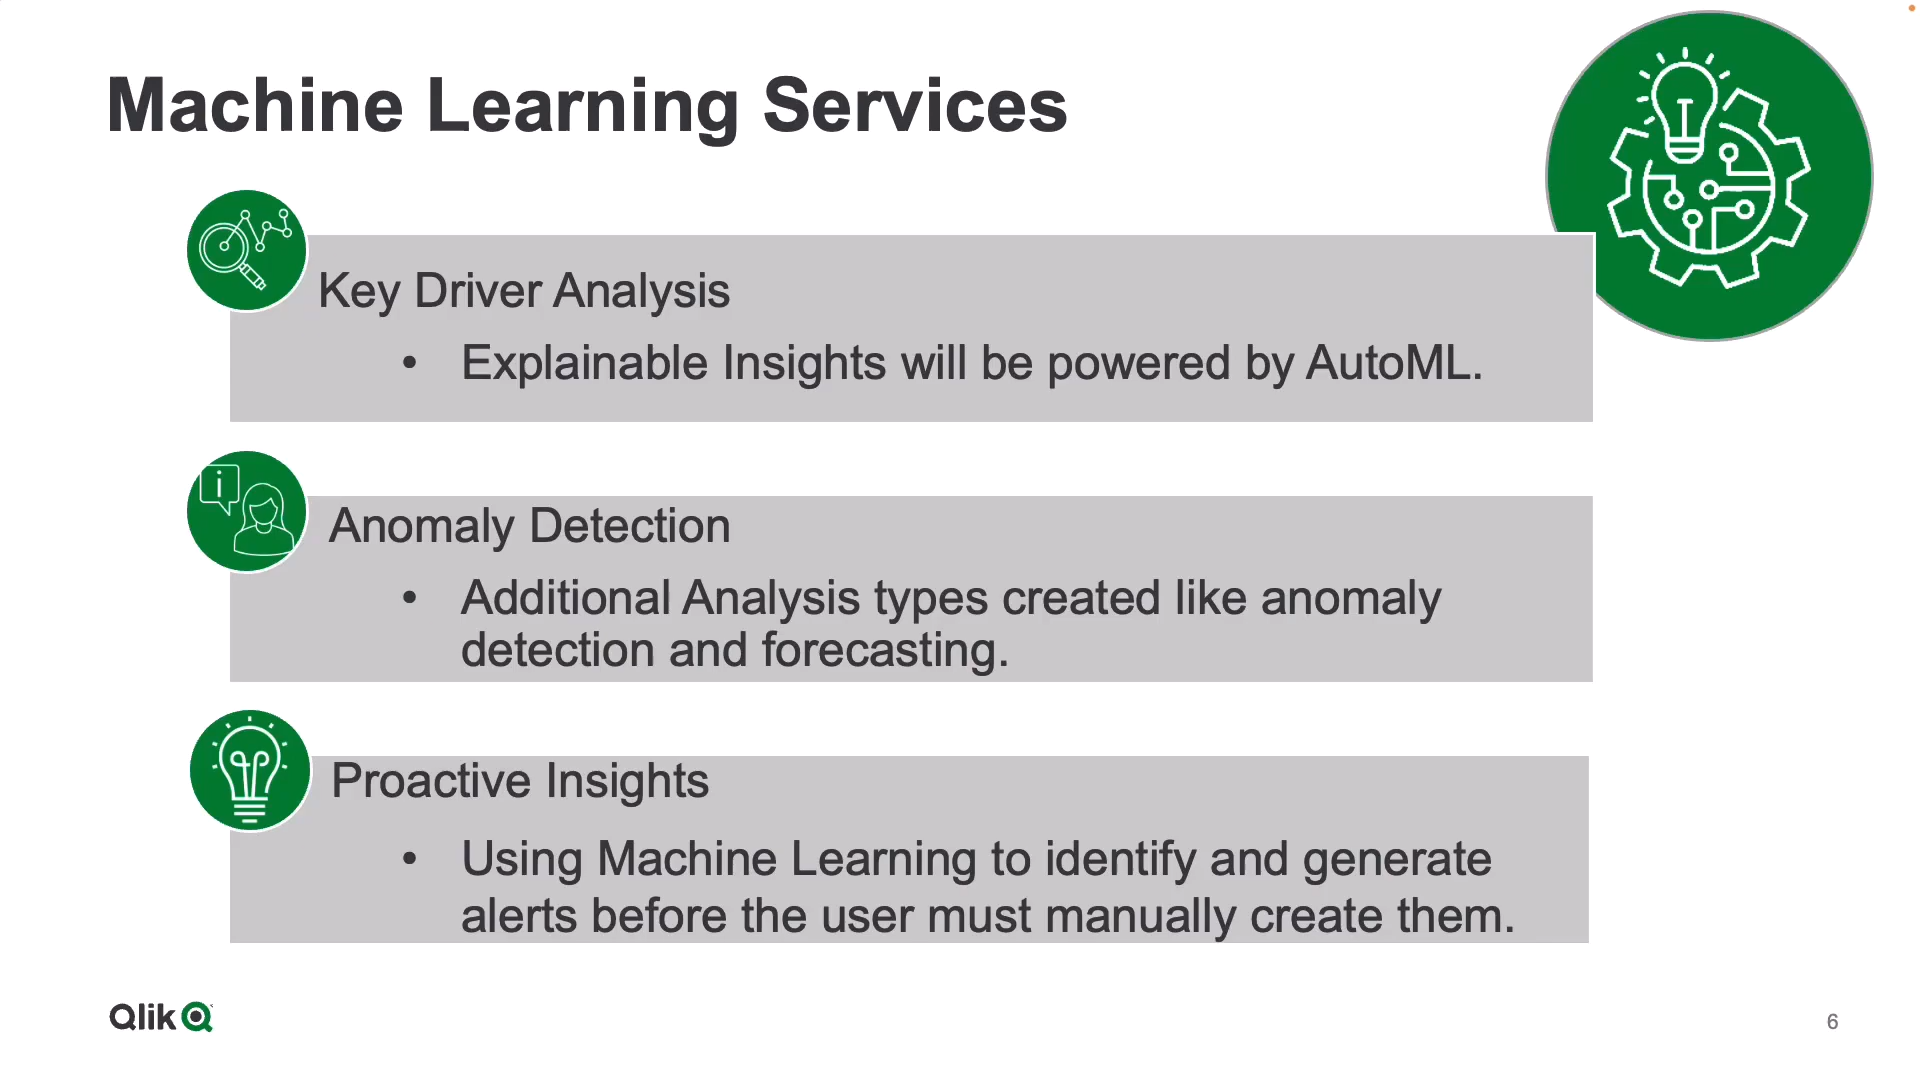 Machine Learning Services
Key Driver Analysis
• Explainable Insights will be powered by AutoML.
i
Anomaly Detection
• Additional Analysis types created like anomaly
detection and forecasting.
Proactive Insights
• Using Machine Learning to identify and generate
alerts before the user must manually create them.
Qlik
6